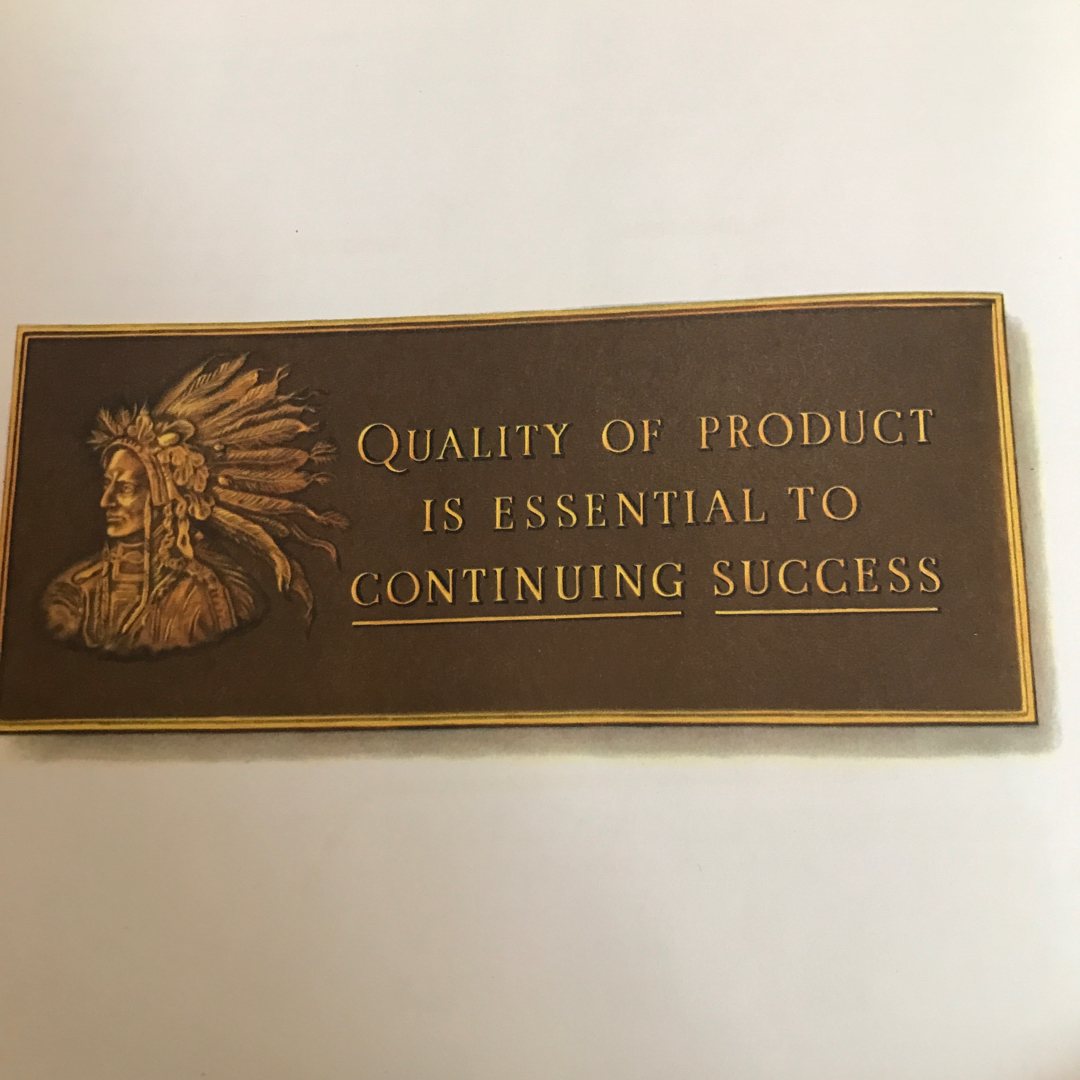 QUALITY OF PRODUCT
IS ESSENTIAL TO
CONTINUING SUCCESS